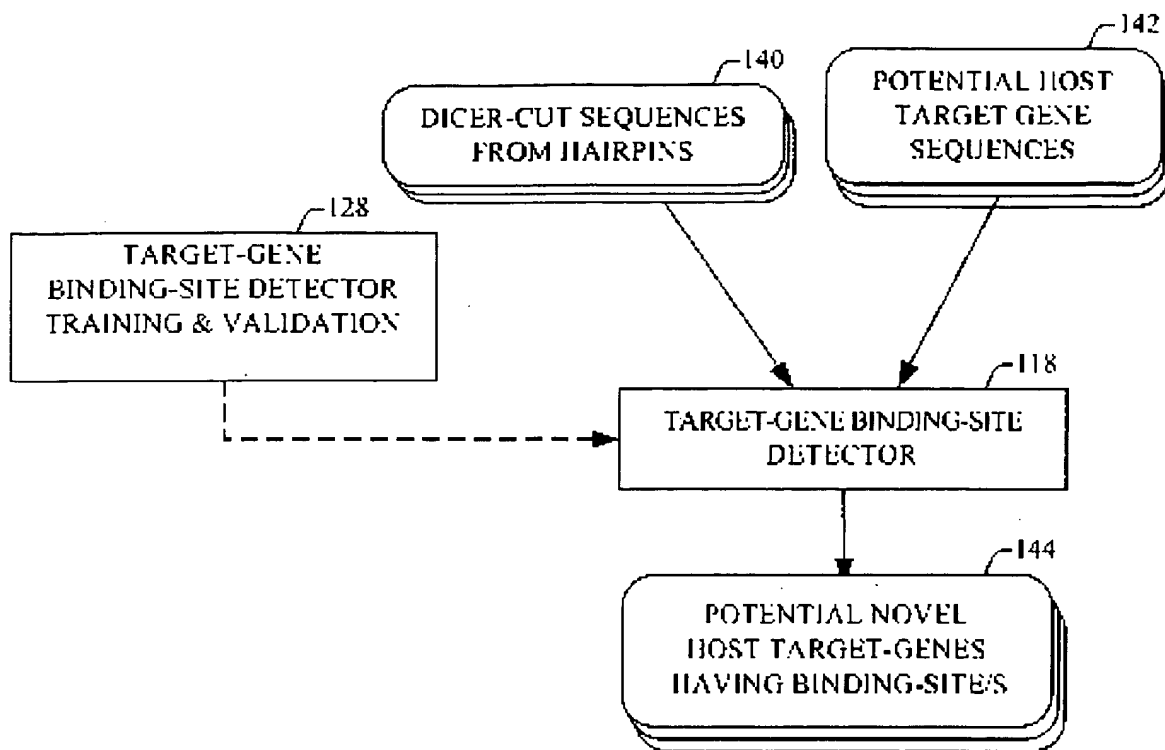 142
140
POTENTIAL HOST
TARGET GENE
SEQUENCES
DICER-CUT SEQUENCES
FROM HAIRPINS
128
TARGET-GENE
BINDING-SITE DETECTOR
TRAINING & VALIDATION
118
TARGET-GENE BINDING-SITE
DETECTOR
144
POTENTIAL NOVEL
HOST TARGET-GENES
HAVING BINDING-SITE/S